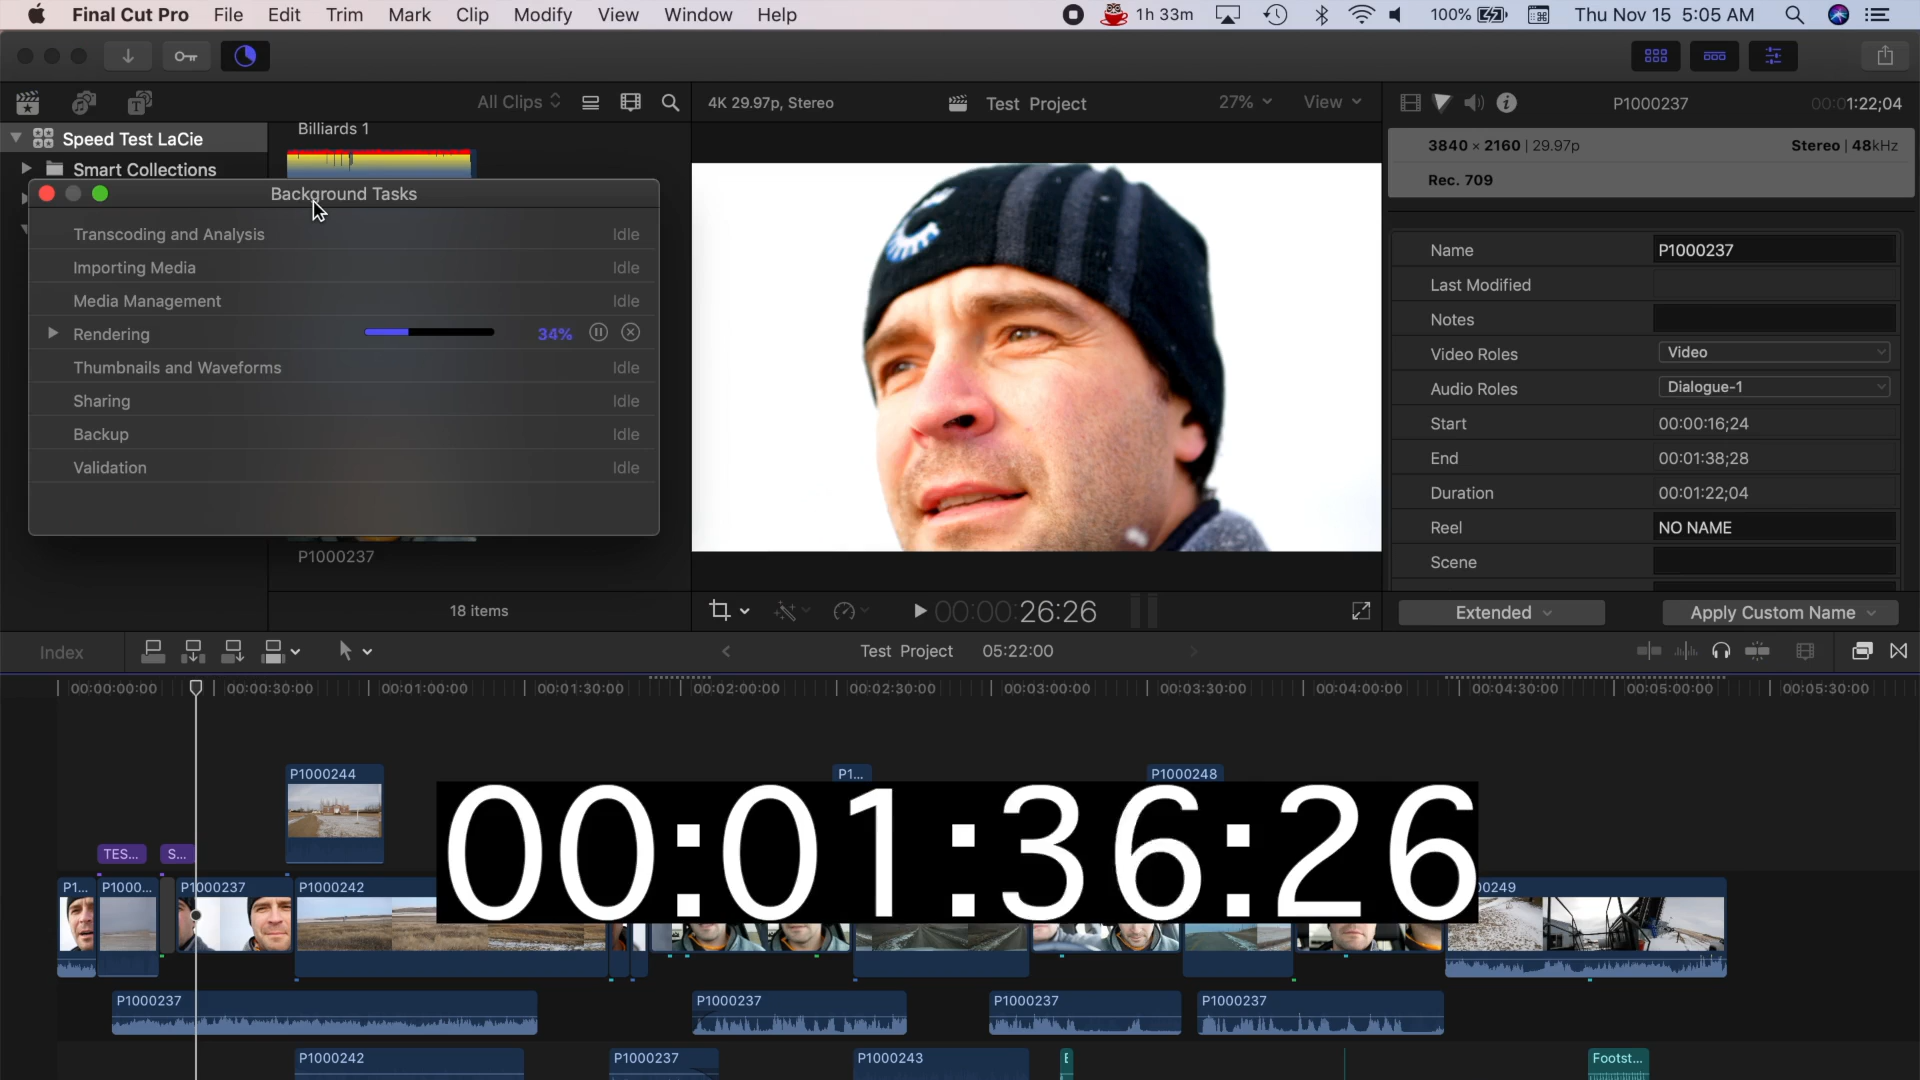 Final Cut Pro File Edit Trim Mark Clip Modify View Window Help 1h 33m 100% Thu Nov 15 5:05 AM
All Clips 4K 29.97p, Stereo Test Project 27% View P1000237 00:01:22;04
Speed Test LaCie
Smart Collections
Billiards 1
Background Tasks
Transcoding and Analysis Idle
Importing Media Idle
Media Management Idle
Rendering 34%
Thumbnails and Waveforms Idle
Sharing Idle
Backup Idle
Validation Idle
P1000237
18 items
00:00:26:26
3840 × 2160 | 29.97p Stereo | 48kHz
Rec. 709
Name P1000237
Last Modified
Notes
Video Roles Video
Audio Roles Dialogue-1
Start 00:00:16;24
End 00:01:38;28
Duration 00:01:22;04
Reel NO NAME
Scene
Extended Apply Custom Name
Index Test Project 05:22:00
00:00:00:00 00:00:30:00 00:01:00:00 00:01:30:00 00:02:00:00 00:02:30:00 00:03:00:00 00:03:30:00 00:04:00:00 00:04:30:00 00:05:00:00 00:05:30:00
P1000244 P1... P1000248
00:01:36:26
TES... S...
P1... P1000... P1000237 P1000242 00249
P1000237 P1000237 P1000237 P1000237
P1000242 P1000237 P1000243 Footst...